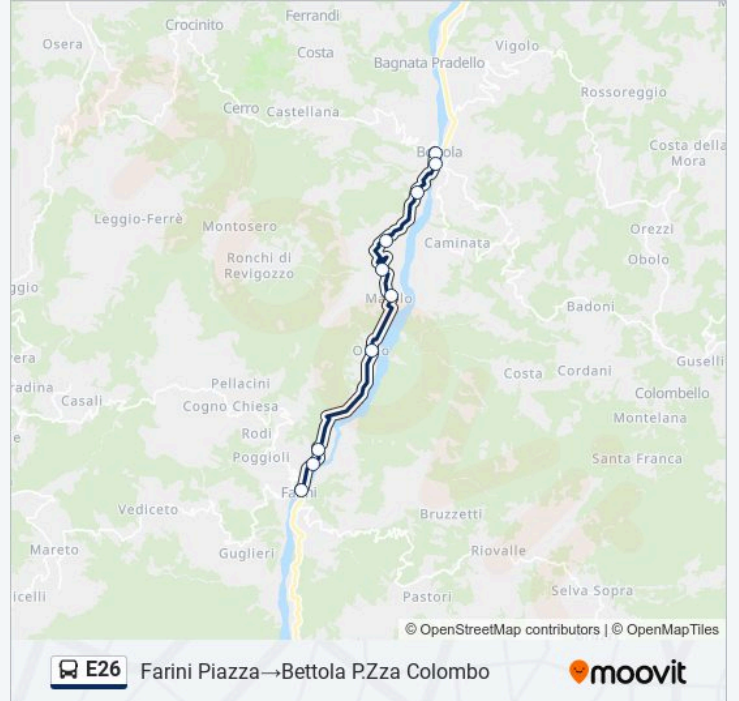 Ferrandi
Crocinito
Osera
Costa
Vigolo
Bagnata Pradello
Rossoreggio
Cerro
Castellana
Costa della
Mora
Leggio-Ferrè
Montosero
Caminata
Orezzi
Ronchi di
Revigozzo
Obolo
ggio
Badoni
vera
Guselli
Costa
Cordani
radina
Pellacini
Casali
Cogno Chiesa
Colombello
Montelana
Rodi
Poggioli
Santa Franca
Vediceto
Bruzzetti
Mareto
Guglieri
Riovalle
icelli
Pastori
Selva Sopra
© OpenStreetMap contributors | © OpenMapTiles
E26 Farini Piazza→Bettola P.Zza Colombo moovit